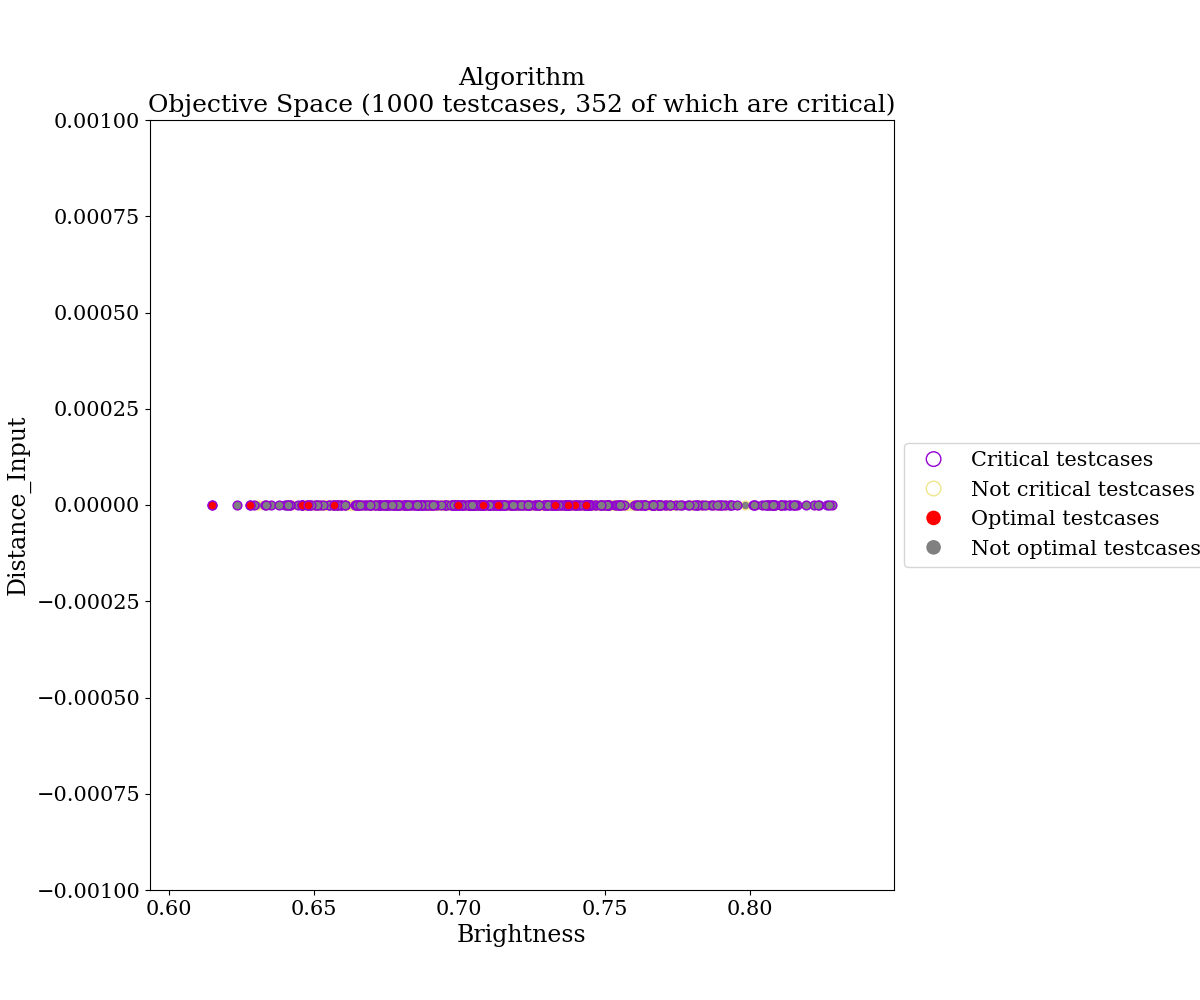 Algorithm
Objective Space (1000 testcases, 352 of which are critical)
0.00100
0.00075
0.00050
0.00025
0.00000
−0.00025
−0.00050
−0.00075
−0.00100
Distance_Input
0.60 0.65 0.70 0.75 0.80
Brightness
Critical testcases
Not critical testcases
Optimal testcases
Not optimal testcases